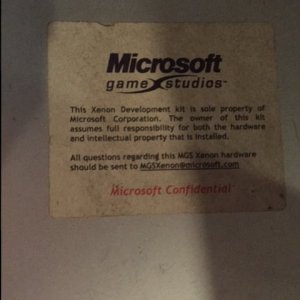 Microsoft
game studios™
This Xenon Development kit is sole property of
Microsoft Corporation. The owner of this kit
assumes full responsibility for both the hardware
and intellectual property that is installed.
All questions regarding this MGS Xenon hardware
should be sent to MGSXenon@microsoft.com
Microsoft Confidential